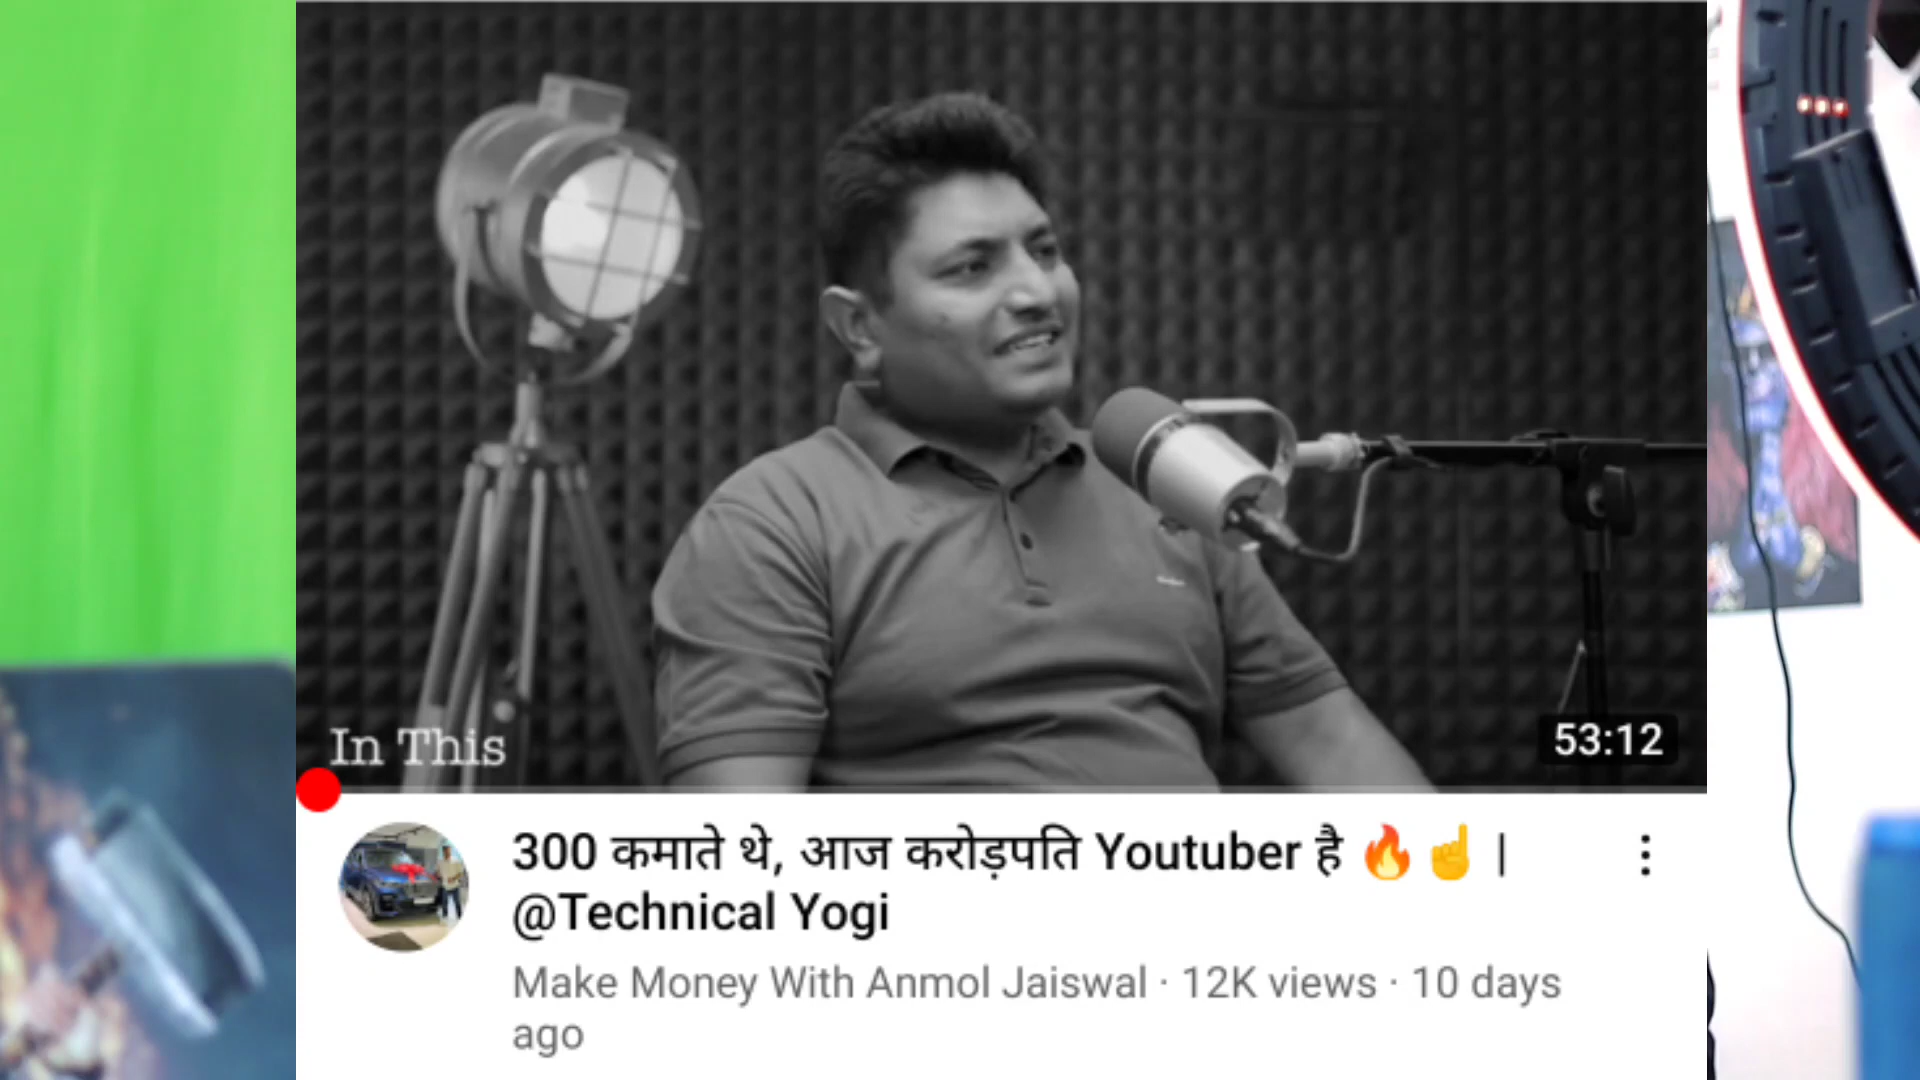 In This
53:12
300 कमाते थे, आज करोड़पति Youtuber है 🔥☝️ |
@Technical Yogi
Make Money With Anmol Jaiswal · 12K views · 10 days
ago